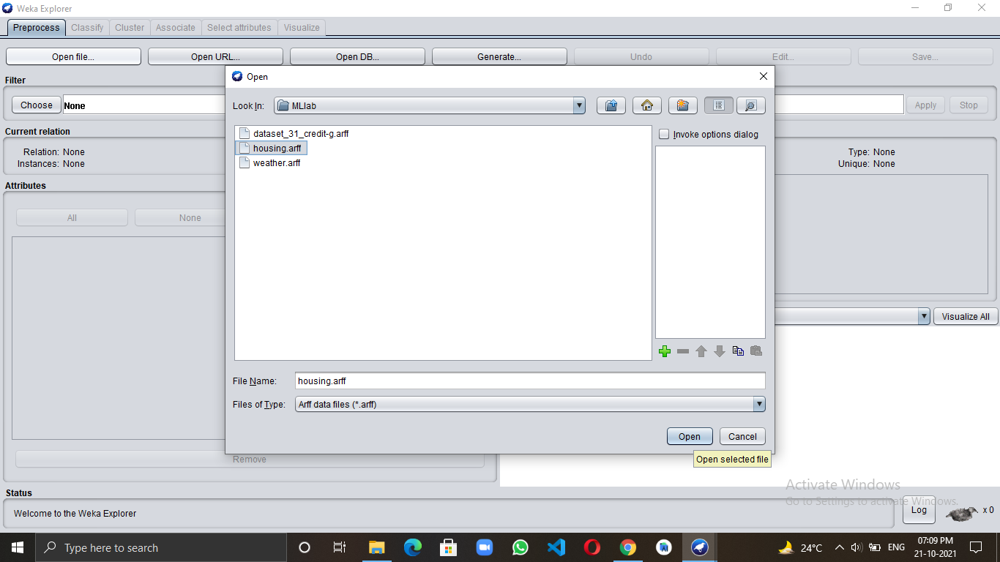 Weka Explorer
Preprocess Classify Cluster Associate Select attributes Visualize
Open file... Open URL... Open DB... Generate... Undo Edit... Save...
Filter
Choose None Apply Stop
Current relation
Relation: None
Instances: None
Type: None
Unique: None
Attributes
All None
Visualize All
Remove
Open
Look In: MLlab
dataset_31_credit-g.arff
housing.arff
weather.arff
Invoke options dialog
File Name: housing.arff
Files of Type: Arff data files (*.arff)
Open Cancel
Open selected file
Activate Windows
Go to Settings to activate Windows.
Status
Welcome to the Weka Explorer
Log x 0
Type here to search
24°C ENG 07:09 PM
21-10-2021